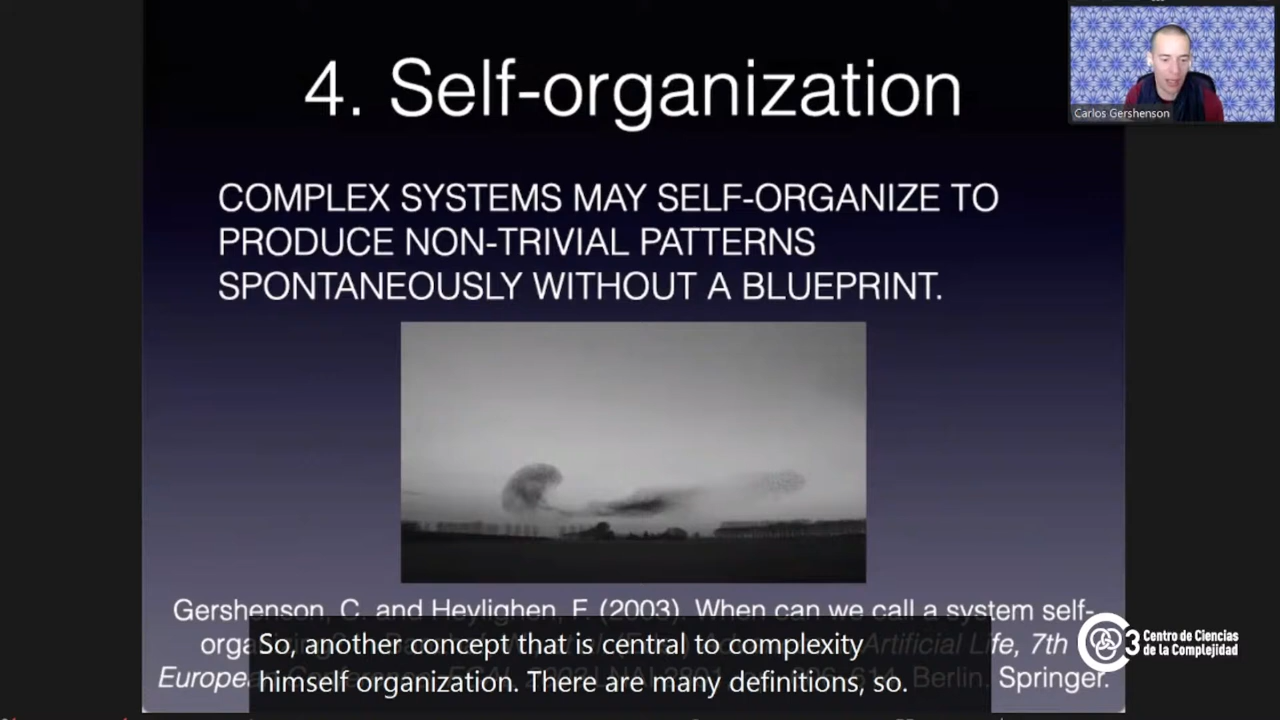 4. Self-organization
Carlos Gershenson
COMPLEX SYSTEMS MAY SELF-ORGANIZE TO
PRODUCE NON-TRIVIAL PATTERNS
SPONTANEOUSLY WITHOUT A BLUEPRINT.
Gershenson, C. and Heylighen, F. (2003). When can we call a system self-
Artificial Life, 7th
Berlin. Springer.
So, another concept that is central to complexity
himself organization. There are many definitions, so.
3 Centro de Ciencias
de la Complejidad